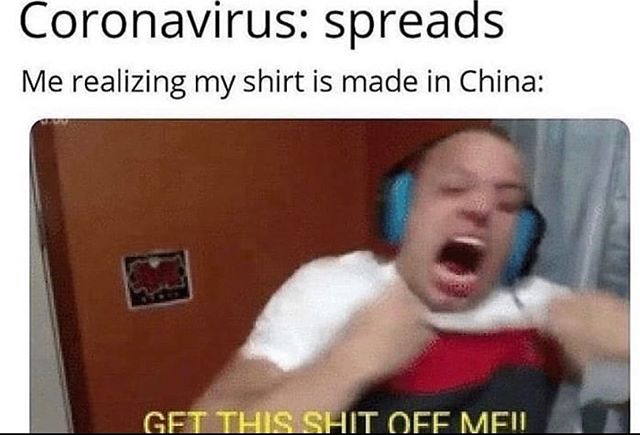 Coronavirus: spreads
Me realizing my shirt is made in China:
GET THIS SHIT OFF ME!!